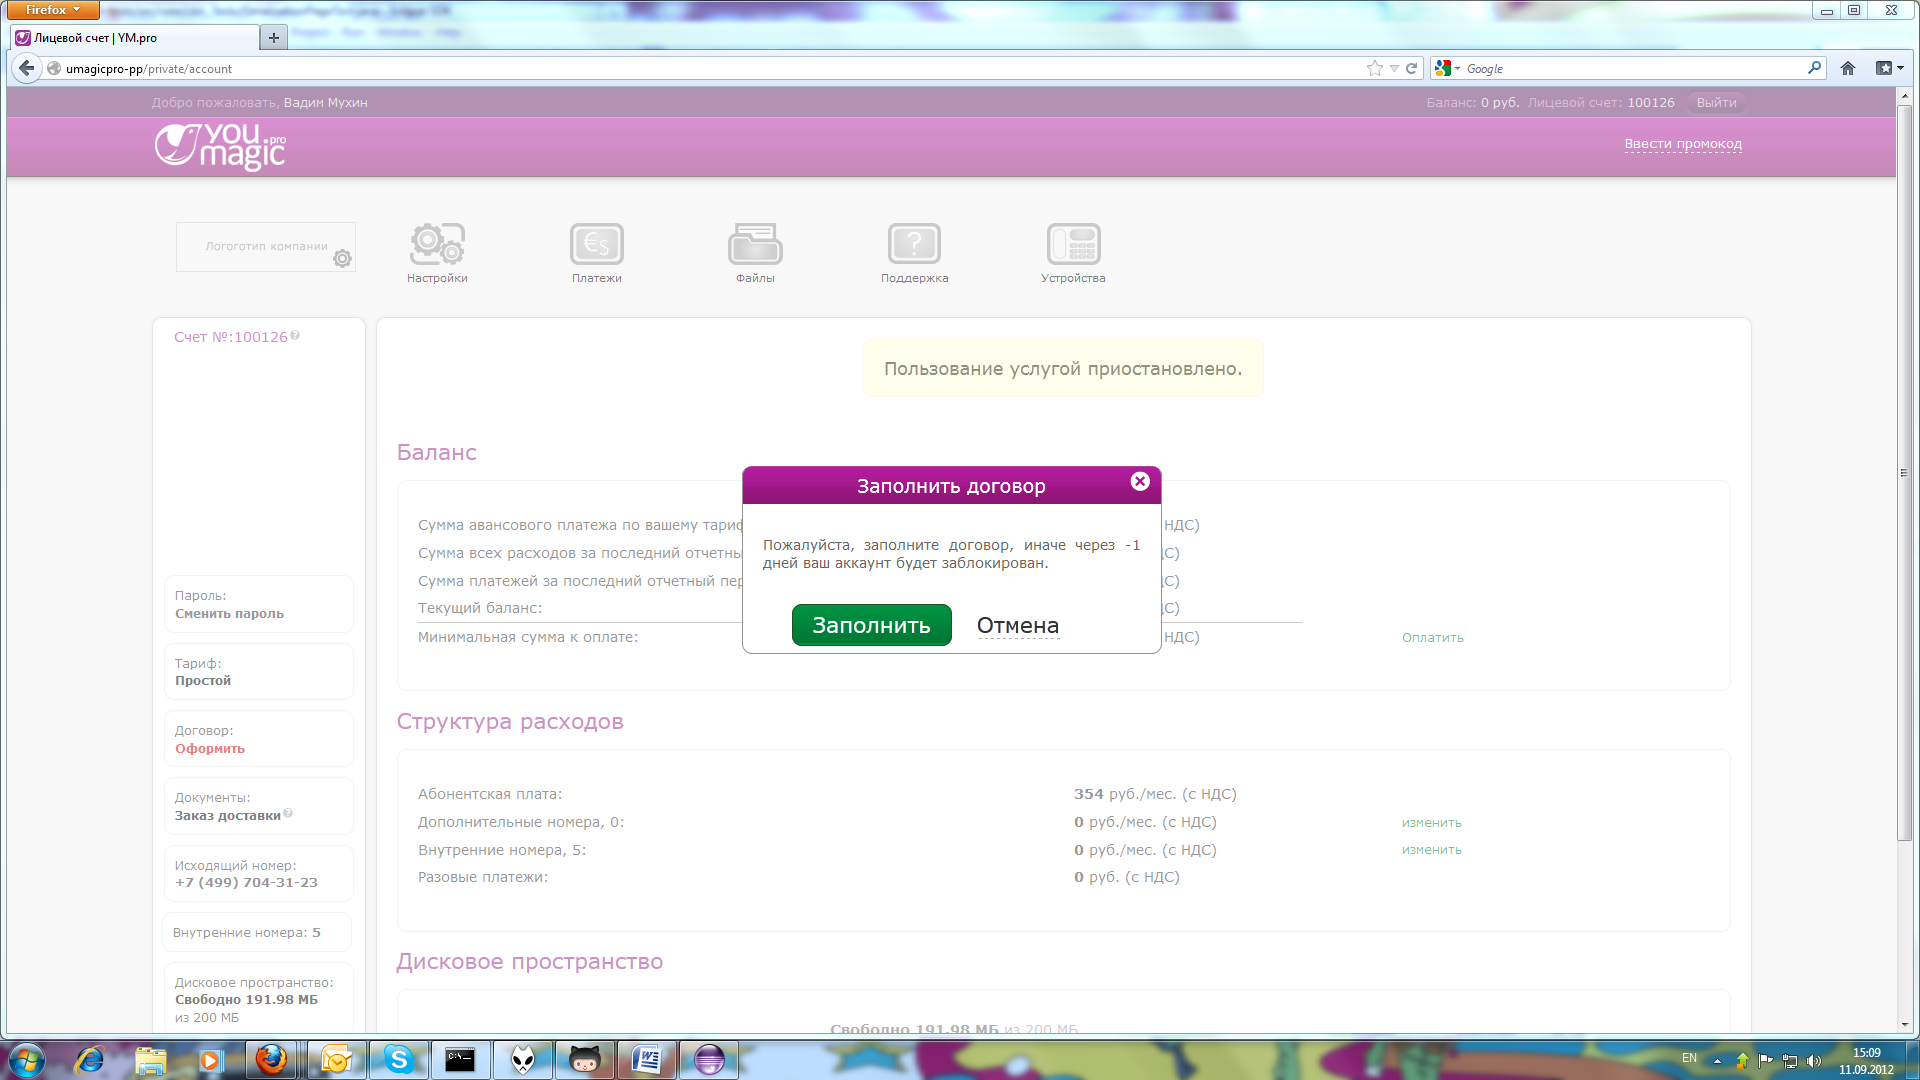 Firefox
Лицевой счет | YM.pro
umagicpro-pp/private/account
Google
Добро пожаловать, Вадим Мухин
Баланс: 0 руб. Лицевой счет: 100126 Выйти
you magic pro
Ввести промокод
Логотип компании
Настройки
Платежи
Файлы
Поддержка
Устройства
Счет №:100126
Пользование услугой приостановлено.
Баланс
Сумма авансового платежа по вашему тариф
НДС)
Сумма всех расходов за последний отчетны
Сумма платежей за последний отчетный пер
Текущий баланс:
Минимальная сумма к оплате:
НДС)
Оплатить
Заполнить договор
Пожалуйста, заполните договор, иначе через -1
дней ваш аккаунт будет заблокирован.
Заполнить
Отмена
Пароль:
Сменить пароль
Тариф:
Простой
Договор:
Оформить
Документы:
Заказ доставки
Исходящий номер:
+7 (499) 704-31-23
Внутренние номера: 5
Дисковое пространство:
Свободно 191.98 МБ
из 200 МБ
Структура расходов
Абонентская плата:
354 руб./мес. (с НДС)
Дополнительные номера, 0:
0 руб./мес. (с НДС)
изменить
Внутренние номера, 5:
0 руб./мес. (с НДС)
изменить
Разовые платежи:
0 руб. (с НДС)
Дисковое пространство
Свободно 191.98 МБ из 200 МБ
EN
15:09
11.09.2012